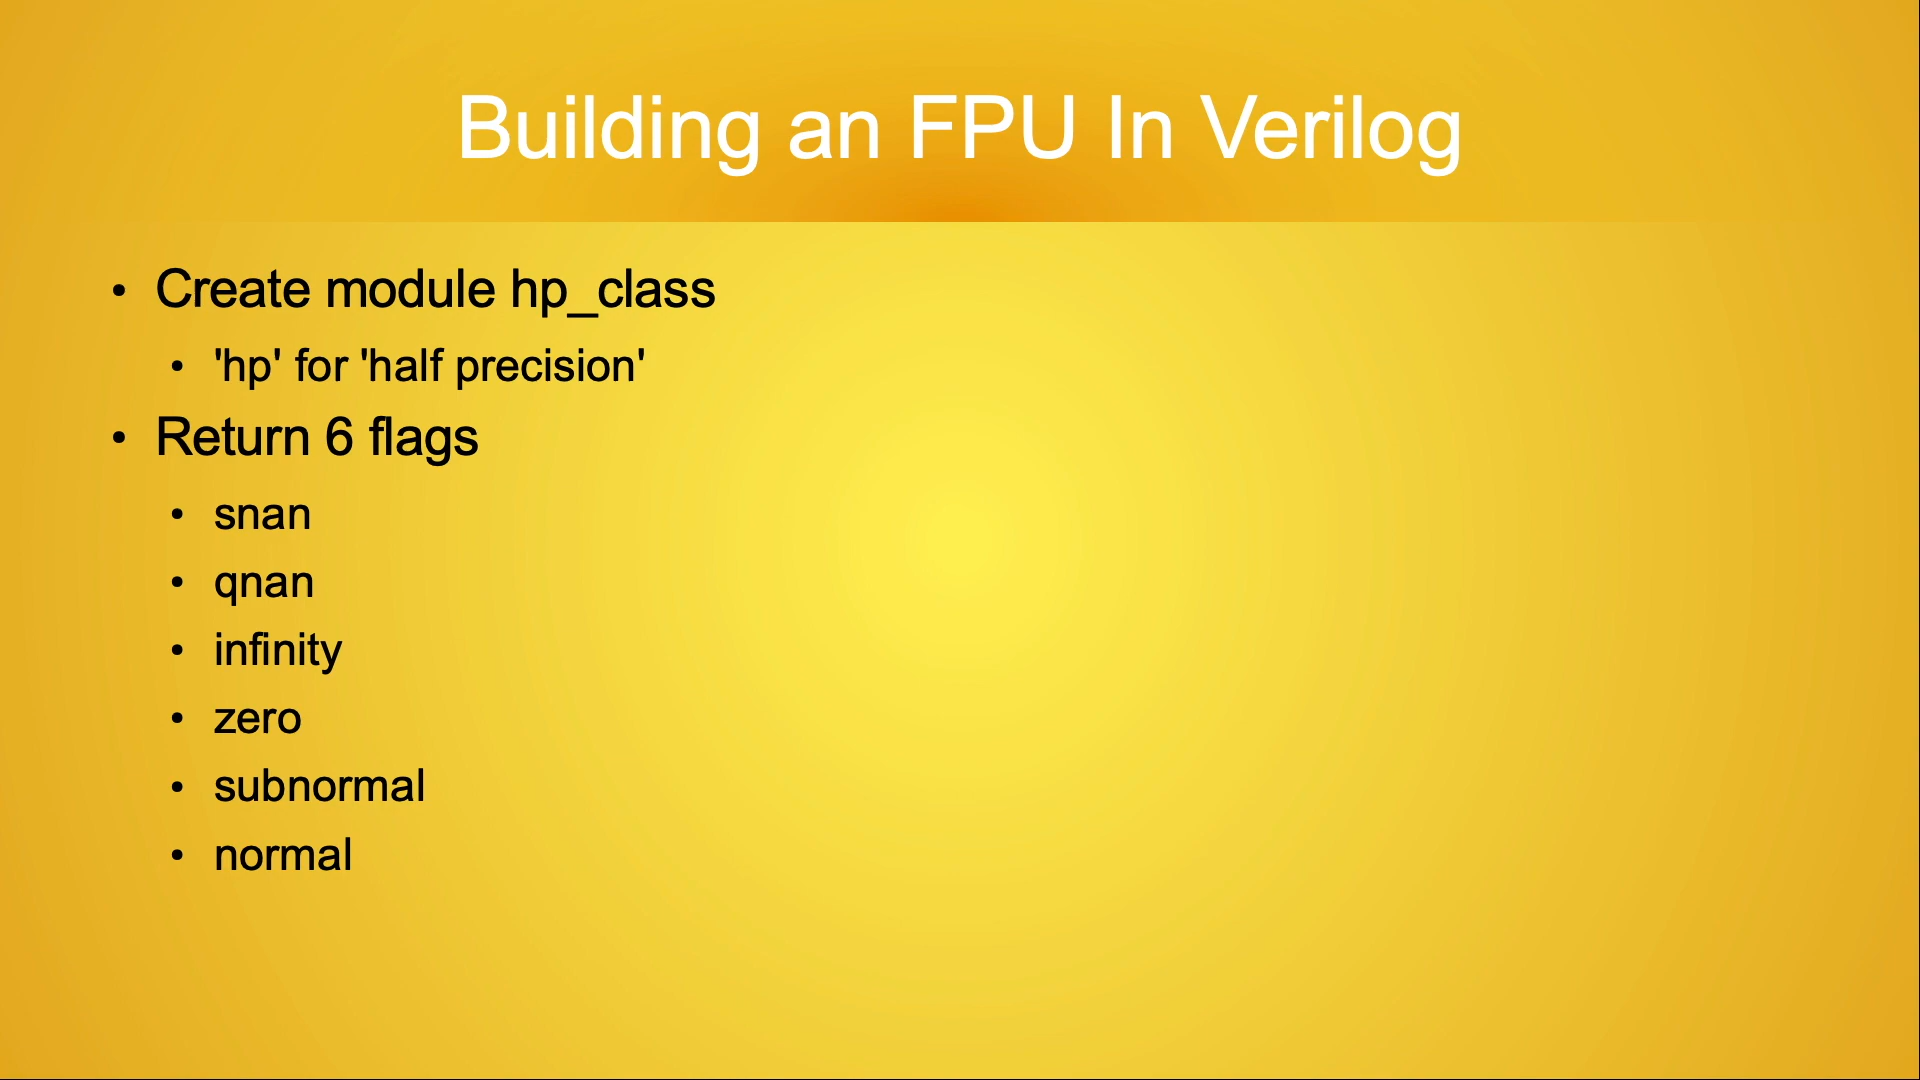 Building an FPU In Verilog
• Create module hp_class
• 'hp' for 'half precision'
• Return 6 flags
• snan
• qnan
• infinity
• zero
• subnormal
• normal